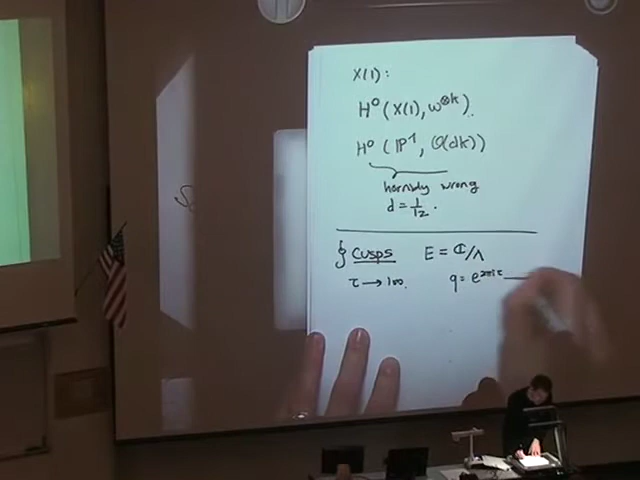 X(1):
H⁰(X(1), ω^{⊗k}).
H⁰(ℙ¹, O(dk))
horribly wrong
d = 1/12.
§ Cusps E = ℂ/Λ
τ → i∞. q = e^{2πiτ}